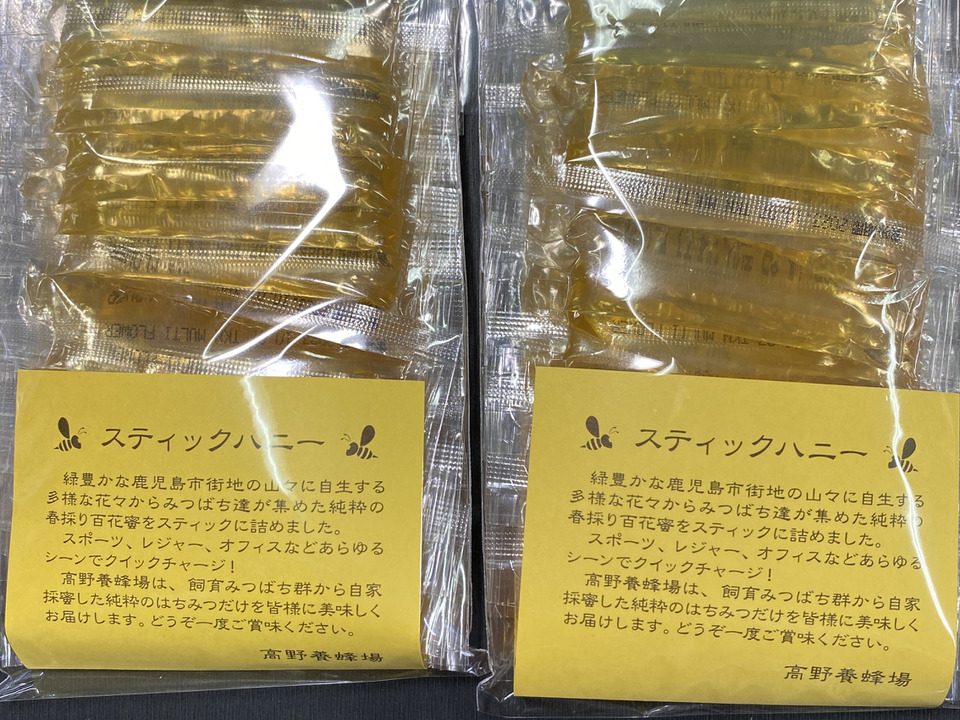 MULTI FLOWER
スティックハニー
緑豊かな鹿児島市街地の山々に自生する
多様な花々からみつばち達が集めた純粋の
春採り百花蜜をスティックに詰めました。
スポーツ、レジャー、オフィスなどあらゆる
シーンでクイックチャージ!
高野養蜂場は、飼育みつばち群から自家
採蜜した純粋のはちみつだけを皆様に美味しく
お届けします。どうぞ一度ご賞味ください。
高野養蜂場
スティックハニー
緑豊かな鹿児島市街地の山々に自生する
多様な花々からみつばち達が集めた純粋の
春採り百花蜜をスティックに詰めました。
スポーツ、レジャー、オフィスなどあらゆる
シーンでクイックチャージ!
高野養蜂場は、飼育みつばち群から自家
採蜜した純粋のはちみつだけを皆様に美味しく
お届けします。どうぞ一度ご賞味ください。
高野養蜂場